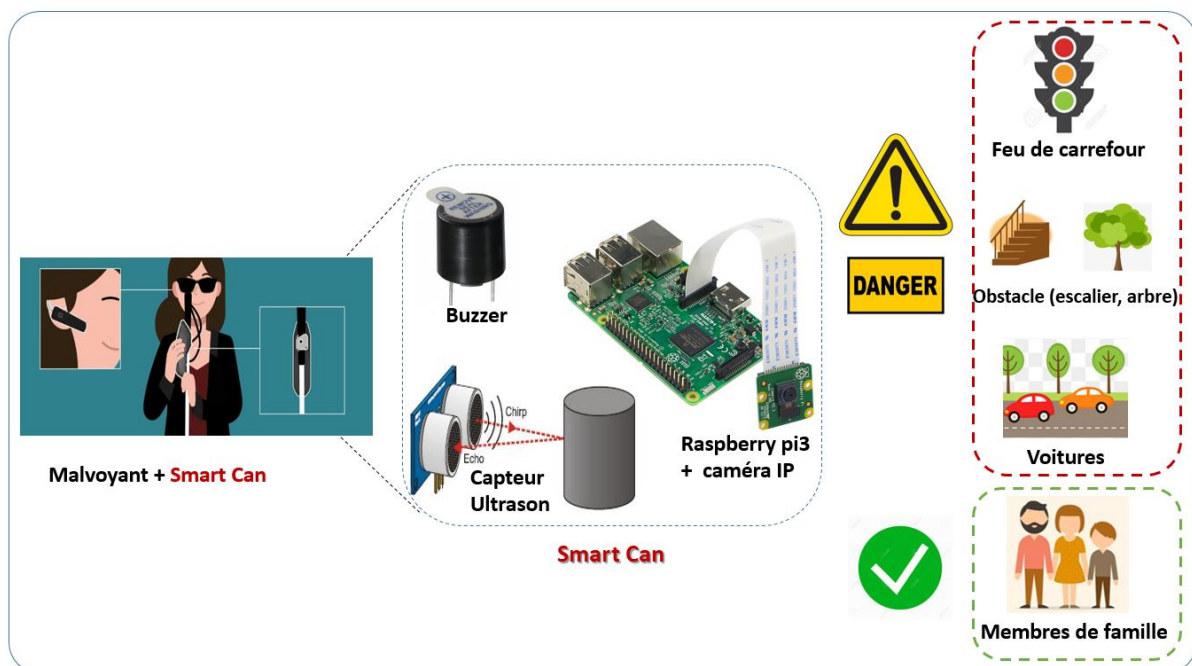 Feu de carrefour
DANGER
Obstacle (escalier, arbre)
Buzzer
Chirp
Echo
Capteur
Ultrason
Raspberry pi3
+ caméra IP
Voitures
Malvoyant + Smart Can
Smart Can
Membres de famille